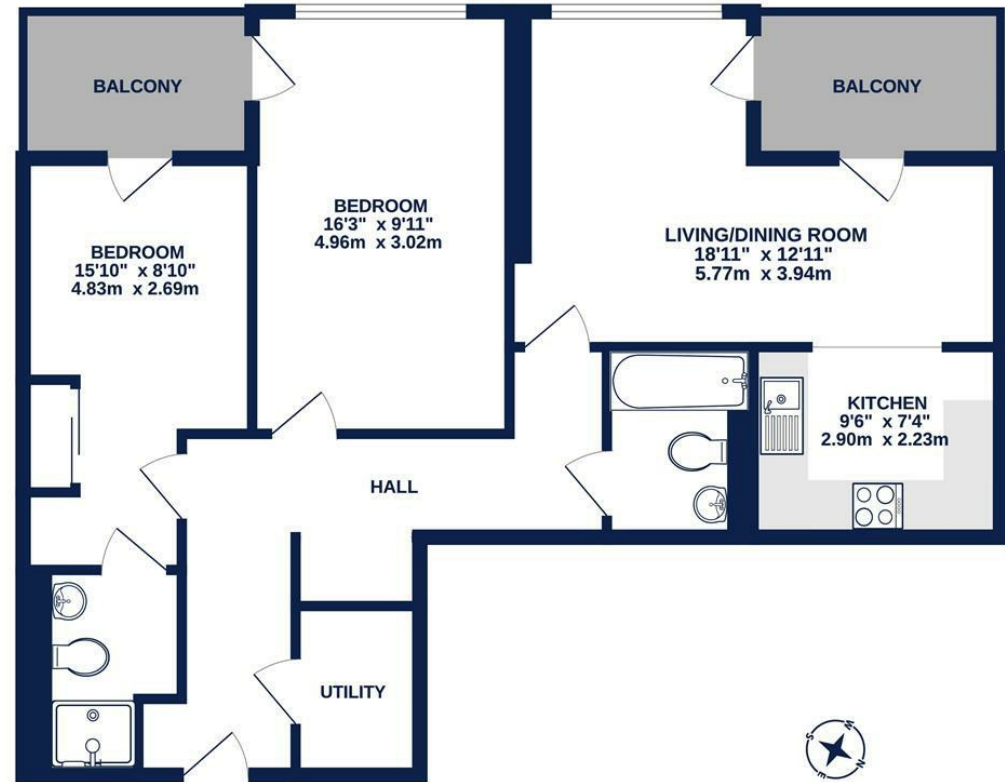 BALCONY
BALCONY
BEDROOM
16'3" x 9'11"
4.96m x 3.02m
LIVING/DINING ROOM
18'11" x 12'11"
5.77m x 3.94m
BEDROOM
15'10" x 8'10"
4.83m x 2.69m
KITCHEN
9'6" x 7'4"
2.90m x 2.23m
HALL
UTILITY
S
W
E
N